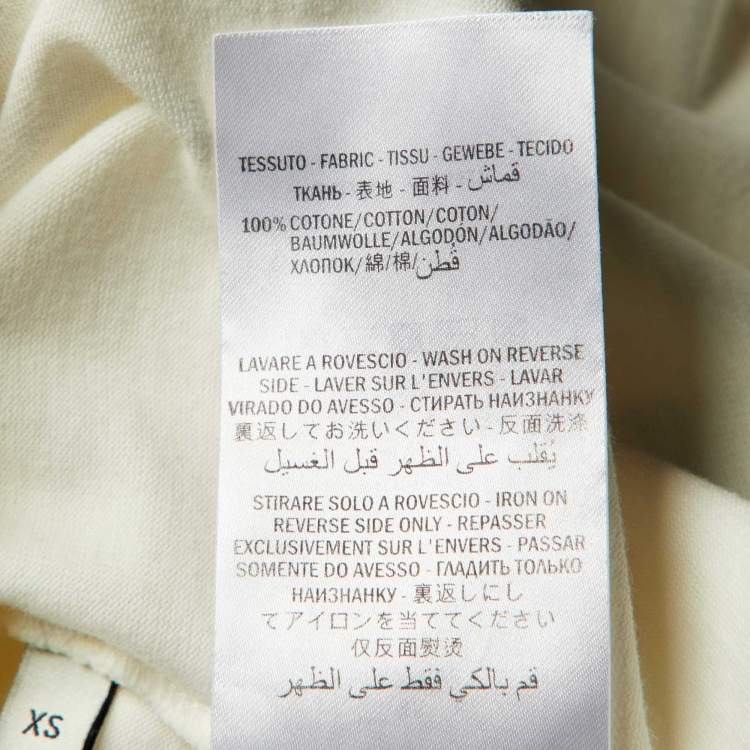 TESSUTO - FABRIC - TISSU - GEWEBE - TECIDO
ТКАНЬ - 表地 - 面料 - قماش
100% COTONE/COTTON/COTON/
BAUMWOLLE/ALGODÓN/ALGODÃO/
ХЛОПОК/綿/棉/قُطن
LAVARE A ROVESCIO - WASH ON REVERSE
SIDE - LAVER SUR L'ENVERS - LAVAR
VIRADO DO AVESSO - СТИРАТЬ НАИЗНАНКУ
裏返してお洗いください - 反面洗涤
يُقلب على الظهر قبل الغسيل
STIRARE SOLO A ROVESCIO - IRON ON
REVERSE SIDE ONLY - REPASSER
EXCLUSIVEMENT SUR L'ENVERS - PASSAR
SOMENTE DO AVESSO - ГЛАДИТЬ ТОЛЬКО
НАИЗНАНКУ - 裏返しにし
てアイロンを当ててください
仅反面熨烫
قم بالكي فقط على الظهر
XS